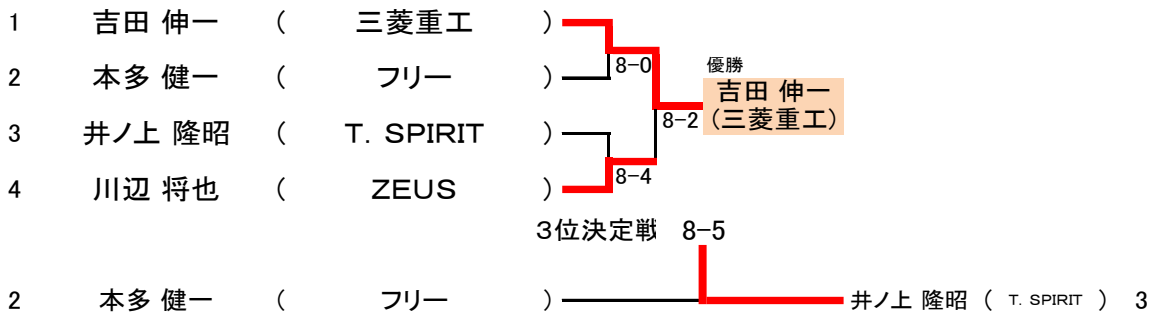 1 吉田 伸一 ( 三菱重工 )
8-0 優勝
2 本多 健一 ( フリー )
吉田 伸一
8-2 (三菱重工)
3 井ノ上 隆昭 ( T. SPIRIT )
8-4
4 川辺 将也 ( ZEUS )
3位決定戦 8-5
2 本多 健一 ( フリー ) 井ノ上 隆昭 ( T. SPIRIT ) 3